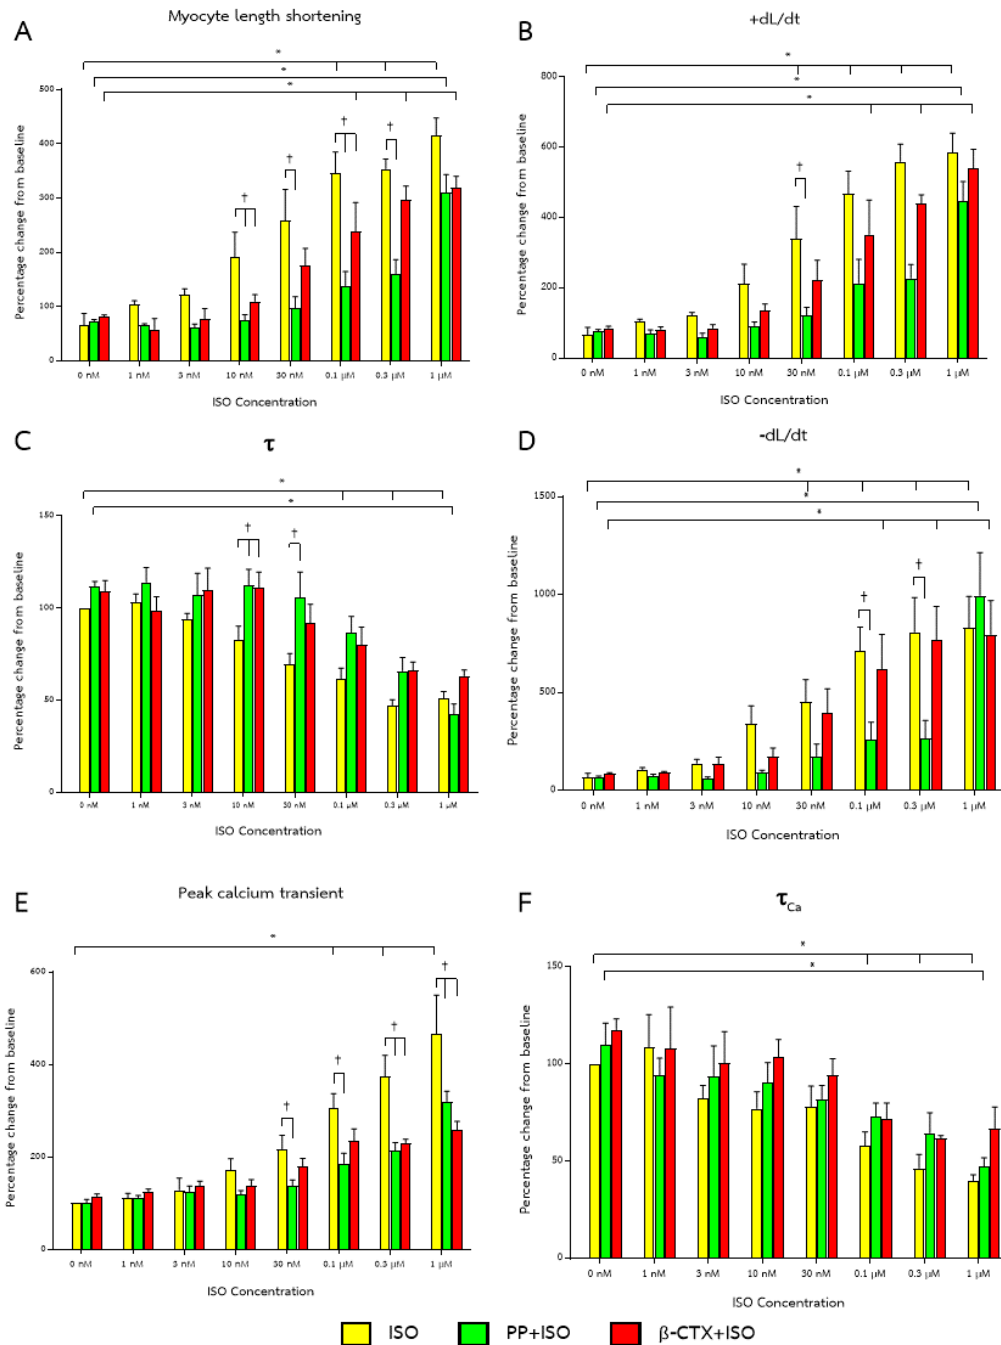 A
Myocyte length shortening
*
*
*
Percentage change from baseline
500
400
300
200
100
0
†
†
†
†
0 nM
1 nM
3 nM
10 nM
30 nM
0.1 µM
0.3 µM
1 µM
ISO Concentration
B
+dL/dt
*
*
*
Percentage change from baseline
800
600
400
200
0
†
0 nM
1 nM
3 nM
10 nM
30 nM
0.1 µM
0.3 µM
1 µM
ISO Concentration
C
τ
*
*
Percentage change from baseline
150
100
50
0
†
†
0 nM
1 nM
3 nM
10 nM
30 nM
0.1 µM
0.3 µM
1 µM
ISO Concentration
D
-dL/dt
*
*
*
Percentage change from baseline
1500
1000
500
0
†
†
0 nM
1 nM
3 nM
10 nM
30 nM
0.1 µM
0.3 µM
1 µM
ISO Concentration
E
Peak calcium transient
*
Percentage change from baseline
600
400
200
0
†
†
†
†
0 nM
1 nM
3 nM
10 nM
30 nM
0.1 µM
0.3 µM
1 µM
ISO Concentration
F
τCa
*
*
Percentage change from baseline
150
100
50
0
0 nM
1 nM
3 nM
10 nM
30 nM
0.1 µM
0.3 µM
1 µM
ISO Concentration
ISO
PP+ISO
β-CTX+ISO